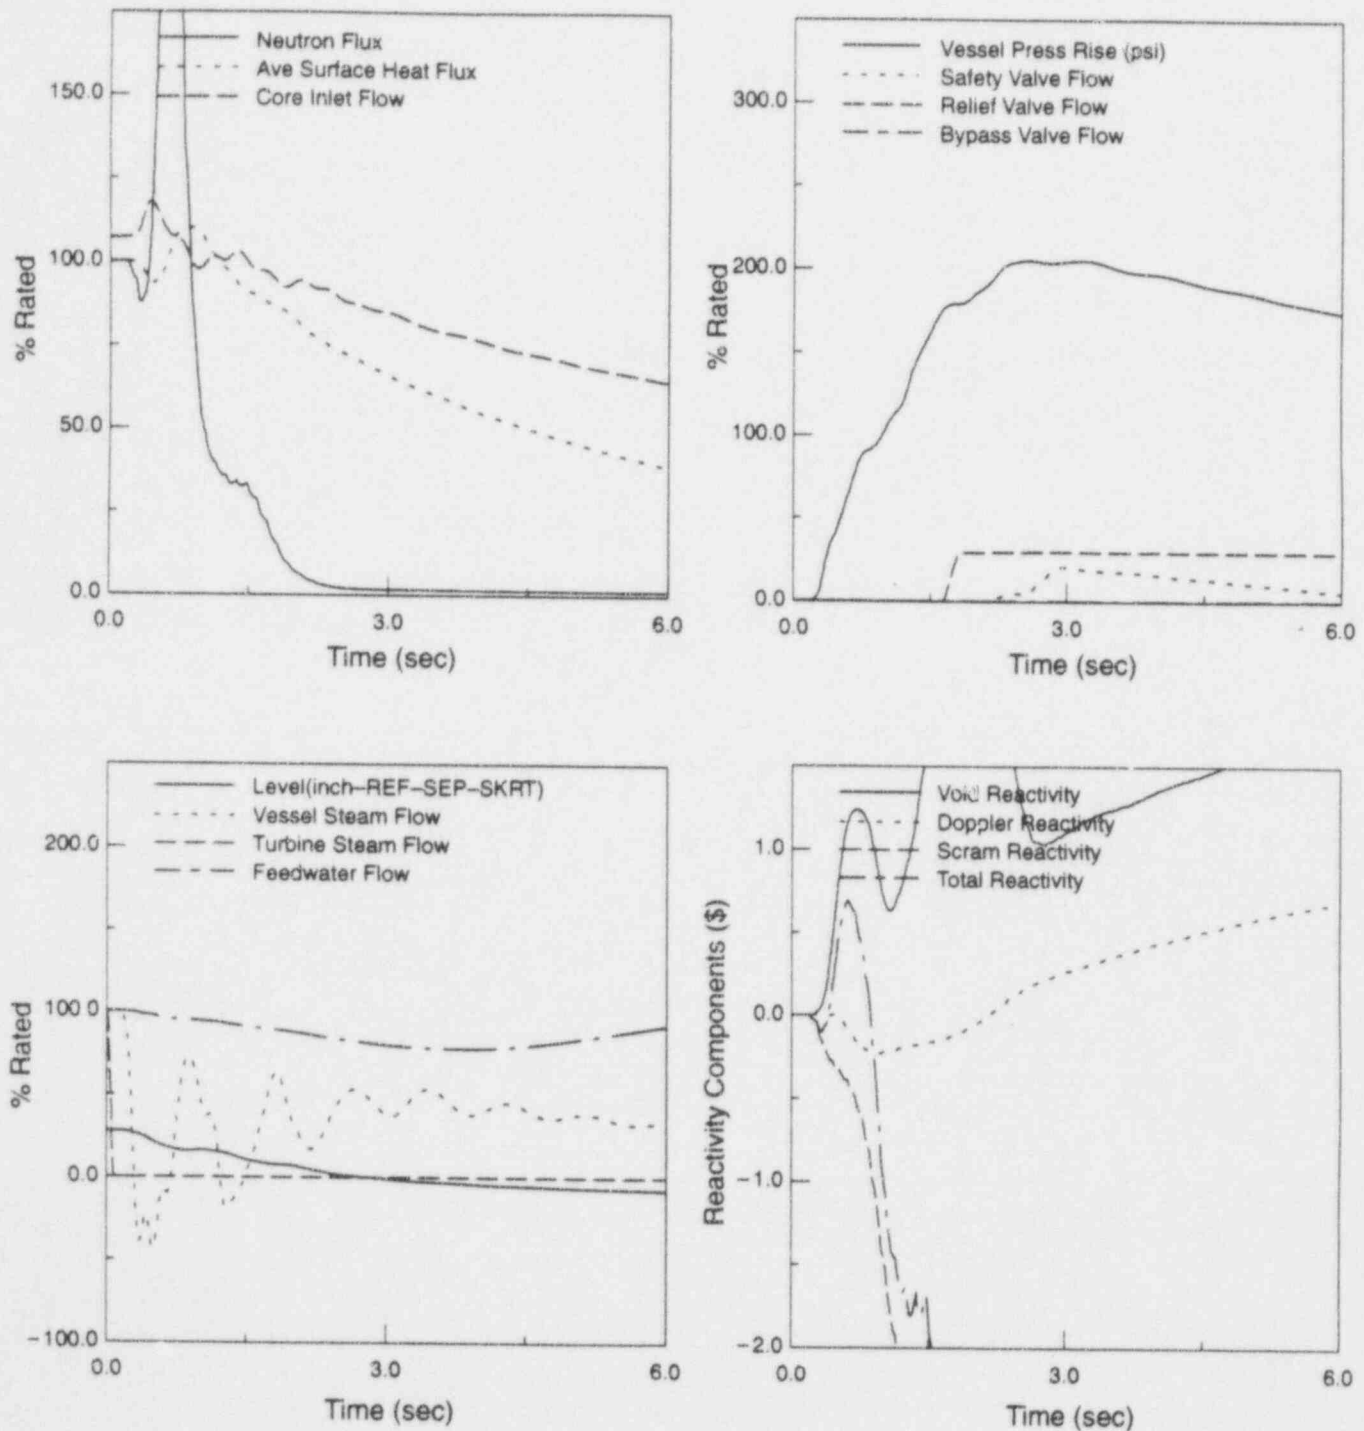 Neutron Flux
Ave Surface Heat Flux
Core Inlet Flow
150.0
100.0
50.0
0.0
% Rated
0.0 3.0 6.0
Time (sec)
Vessel Press Rise (psi)
Safety Valve Flow
Relief Valve Flow
Bypass Valve Flow
300.0
200.0
100.0
0.0
% Rated
0.0 3.0 6.0
Time (sec)
Level(inch-REF-SEP-SKRT)
Vessel Steam Flow
Turbine Steam Flow
Feedwater Flow
200.0
100.0
0.0
-100.0
% Rated
0.0 3.0 6.0
Time (sec)
Void Reactivity
Doppler Reactivity
Scram Reactivity
Total Reactivity
1.0
0.0
-1.0
-2.0
Reactivity Components ($)
0.0 3.0 6.0
Time (sec)